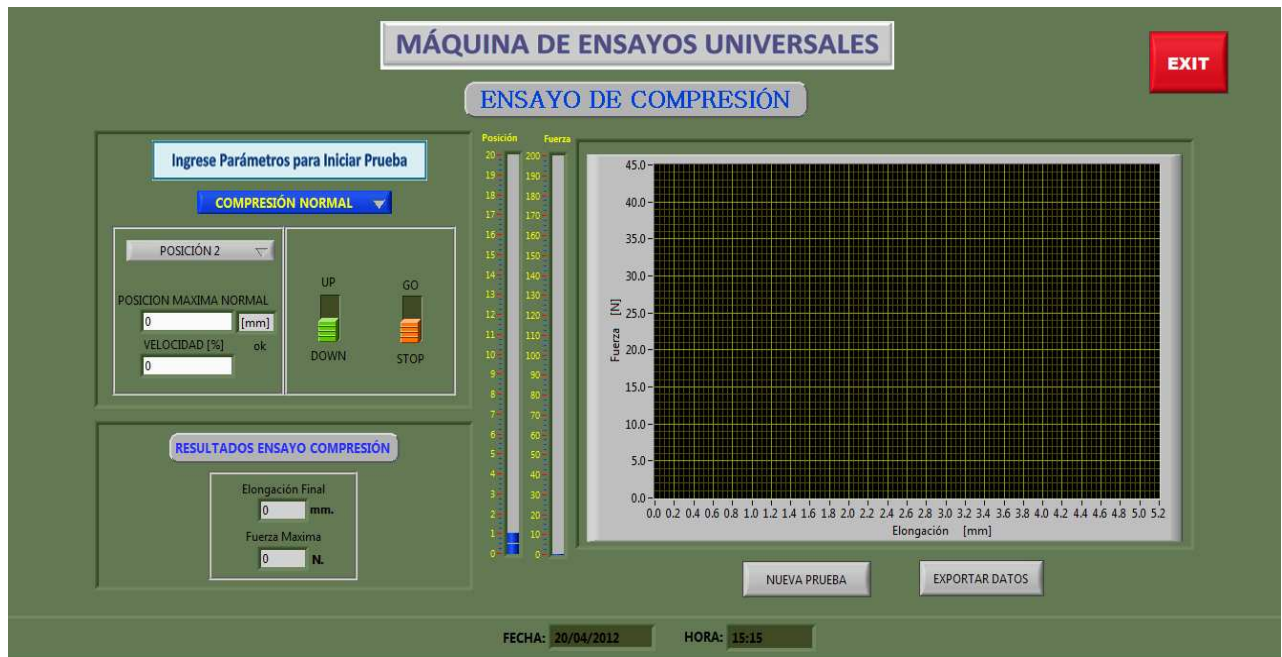 MÁQUINA DE ENSAYOS UNIVERSALES
EXIT
ENSAYO DE COMPRESIÓN
Ingrese Parámetros para Iniciar Prueba
COMPRESIÓN NORMAL
POSICIÓN 2
POSICION MAXIMA NORMAL
0 [mm]
VELOCIDAD [%] ok
0
UP GO
DOWN STOP
RESULTADOS ENSAYO COMPRESIÓN
Elongación Final
0 mm.
Fuerza Maxima
0 N.
Posición Fuerza
20 200
19 190
18 180
17 170
16 160
15 150
14 140
13 130
12 120
11 110
10 100
9 90
8 80
7 70
6 60
5 50
4 40
3 30
2 20
1 10
0 0
Fuerza [N]
45.0
40.0
35.0
30.0
25.0
20.0
15.0
10.0
5.0
0.0
0.0 0.2 0.4 0.6 0.8 1.0 1.2 1.4 1.6 1.8 2.0 2.2 2.4 2.6 2.8 3.0 3.2 3.4 3.6 3.8 4.0 4.2 4.4 4.6 4.8 5.0 5.2
Elongación [mm]
NUEVA PRUEBA EXPORTAR DATOS
FECHA: 20/04/2012 HORA: 15:15